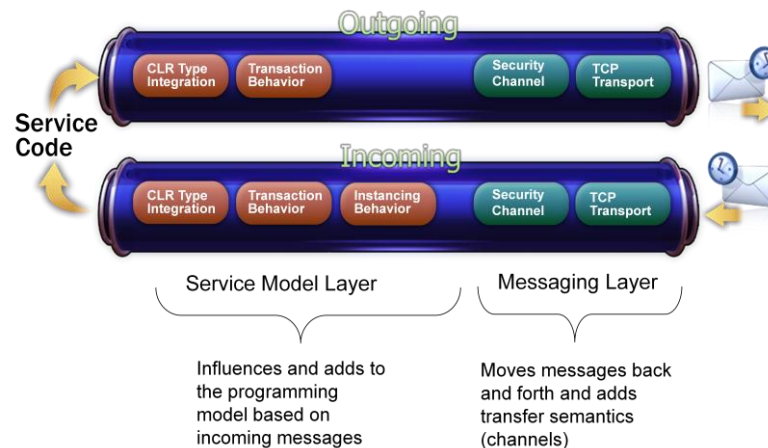 Outgoing
CLR Type
Integration
Transaction
Behavior
Security
Channel
TCP
Transport
Service
Code
Incoming
CLR Type
Integration
Transaction
Behavior
Instancing
Behavior
Security
Channel
TCP
Transport
Service Model Layer
Messaging Layer
Influences and adds to
the programming
model based on
incoming messages
Moves messages back
and forth and adds
transfer semantics
(channels)